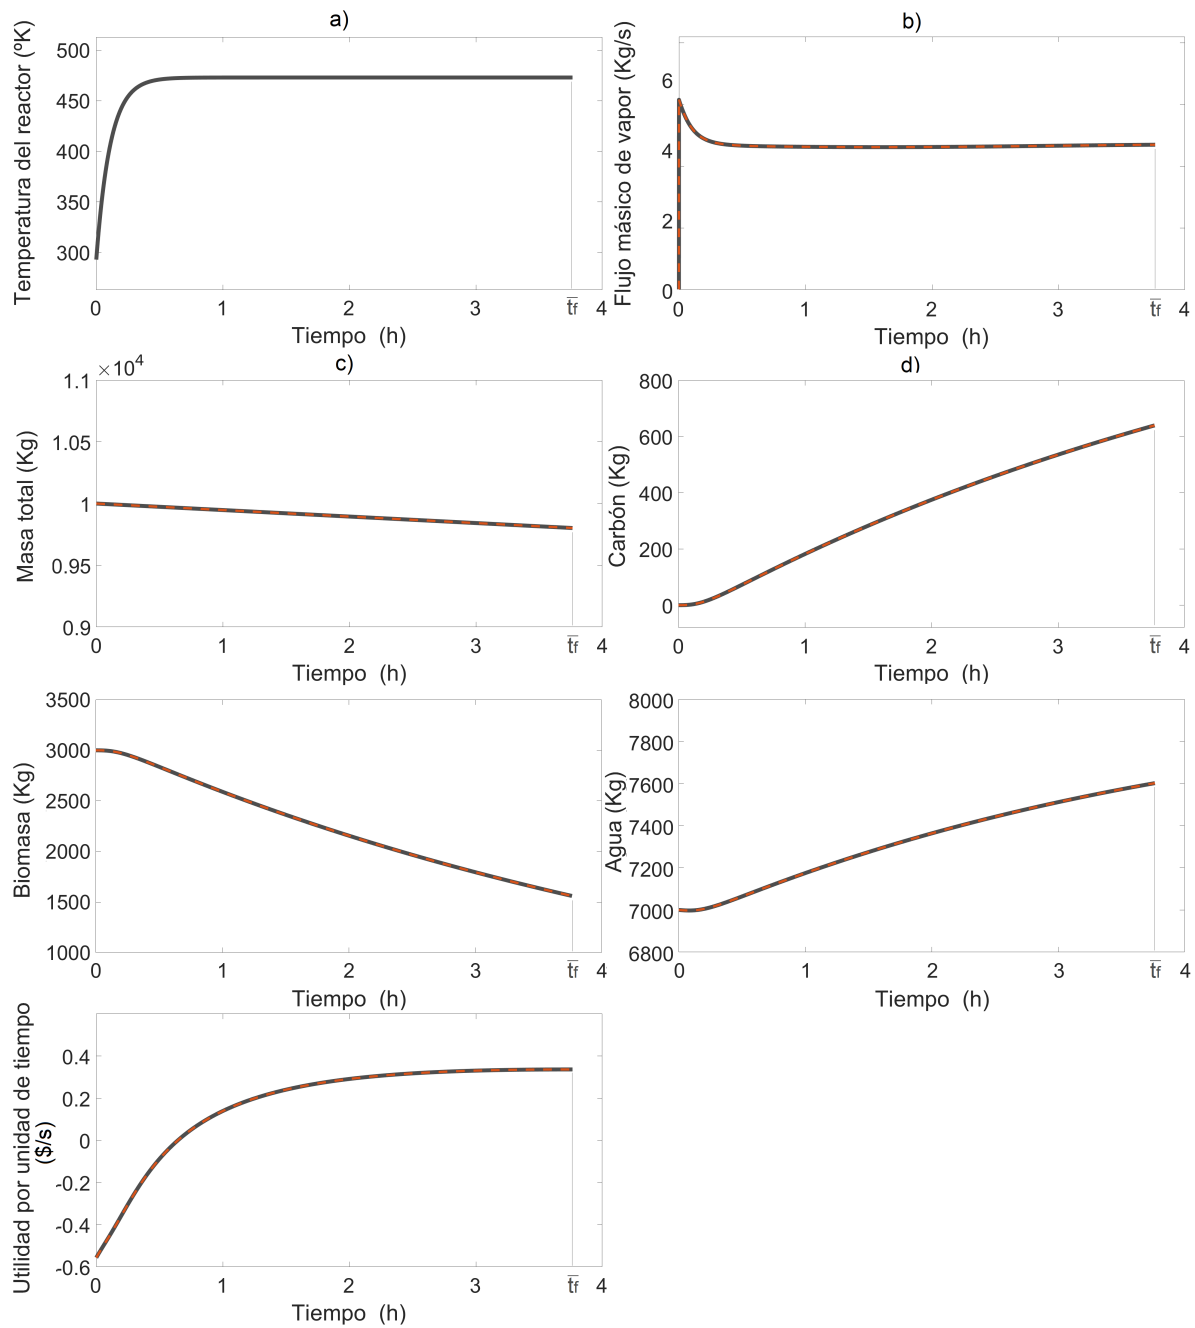 a)
Temperatura del reactor (ºK)
500
450
400
350
300
0 1 2 3 t̅f 4
Tiempo (h)
b)
Flujo másico de vapor (Kg/s)
6
4
2
0
0 1 2 3 t̅f 4
Tiempo (h)
c)
×10⁴
Masa total (Kg)
1.1
1.05
1
0.95
0.9
0 1 2 3 t̅f 4
Tiempo (h)
d)
Carbón (Kg)
800
600
400
200
0
0 1 2 3 t̅f 4
Tiempo (h)
Biomasa (Kg)
3500
3000
2500
2000
1500
1000
0 1 2 3 t̅f 4
Tiempo (h)
Agua (Kg)
8000
7800
7600
7400
7200
7000
6800
0 1 2 3 t̅f 4
Tiempo (h)
Utilidad por unidad de tiempo
($/s)
0.4
0.2
0
-0.2
-0.4
-0.6
0 1 2 3 t̅f 4
Tiempo (h)